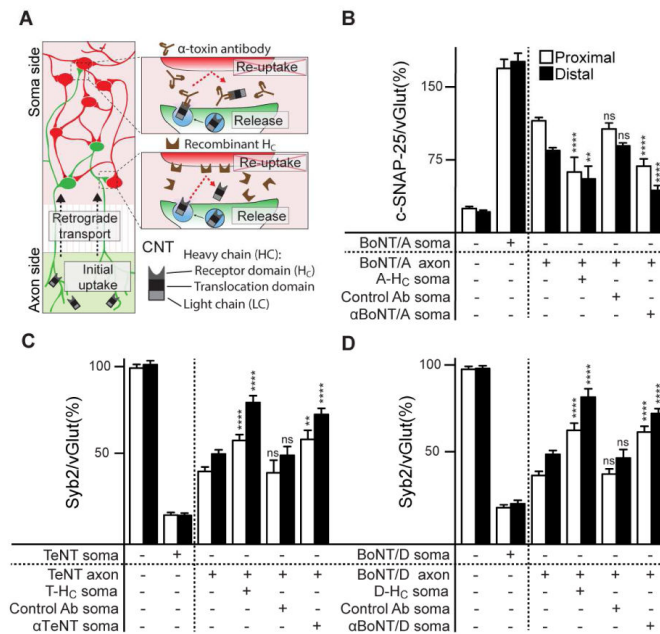 A
Soma side
Axon side
α-toxin antibody
Re-uptake
Release
Recombinant HC
Re-uptake
Release
Retrograde
transport
Initial
uptake
CNT
Heavy chain (HC):
Receptor domain (HC)
Translocation domain
Light chain (LC)
B
c-SNAP-25/vGlut(%)
150
75
Proximal
Distal
**** ** ns ns **** ****
BoNT/A soma - + - - - -
BoNT/A axon - - + + + +
A-HC soma - - - + - -
Control Ab soma - - - - + -
αBoNT/A soma - - - - - +
C
Syb2/vGlut(%)
100
50
**** **** ns ns ** ****
TeNT soma - + - - - -
TeNT axon - - + + + +
T-HC soma - - - + - -
Control Ab soma - - - - + -
αTeNT soma - - - - - +
D
Syb2/vGlut(%)
100
50
**** **** ns ns **** ****
BoNT/D soma - + - - - -
BoNT/D axon - - + + + +
D-HC soma - - - + - -
Control Ab soma - - - - + -
αBoNT/D soma - - - - - +